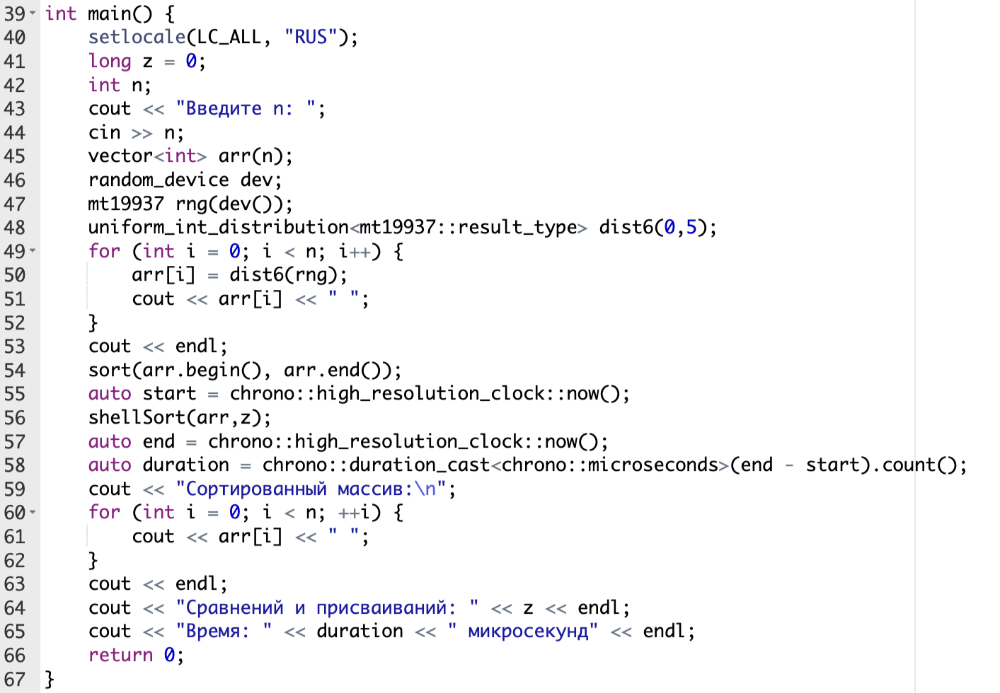 39 int main() {
40     setlocale(LC_ALL, "RUS");
41     long z = 0;
42     int n;
43     cout << "Введите n: ";
44     cin >> n;
45     vector<int> arr(n);
46     random_device dev;
47     mt19937 rng(dev());
48     uniform_int_distribution<mt19937::result_type> dist6(0,5);
49     for (int i = 0; i < n; i++) {
50         arr[i] = dist6(rng);
51         cout << arr[i] << " ";
52     }
53     cout << endl;
54     sort(arr.begin(), arr.end());
55     auto start = chrono::high_resolution_clock::now();
56     shellSort(arr,z);
57     auto end = chrono::high_resolution_clock::now();
58     auto duration = chrono::duration_cast<chrono::microseconds>(end - start).count();
59     cout << "Сортированный массив:\n";
60     for (int i = 0; i < n; ++i) {
61         cout << arr[i] << " ";
62     }
63     cout << endl;
64     cout << "Сравнений и присваиваний: " << z << endl;
65     cout << "Время: " << duration << " микросекунд" << endl;
66     return 0;
67 }